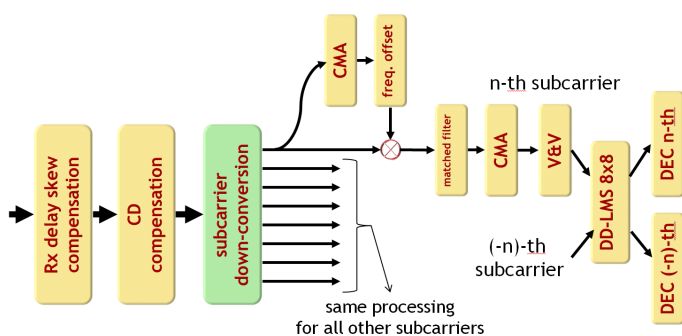 Rx delay skew
compensation
CD
compensation
subcarrier
down-conversion
CMA
freq. offset
matched filter
CMA
V&V
n-th subcarrier
(-n)-th
subcarrier
DD-LMS 8x8
DEC n-th
DEC (-n)-th
same processing
for all other subcarriers